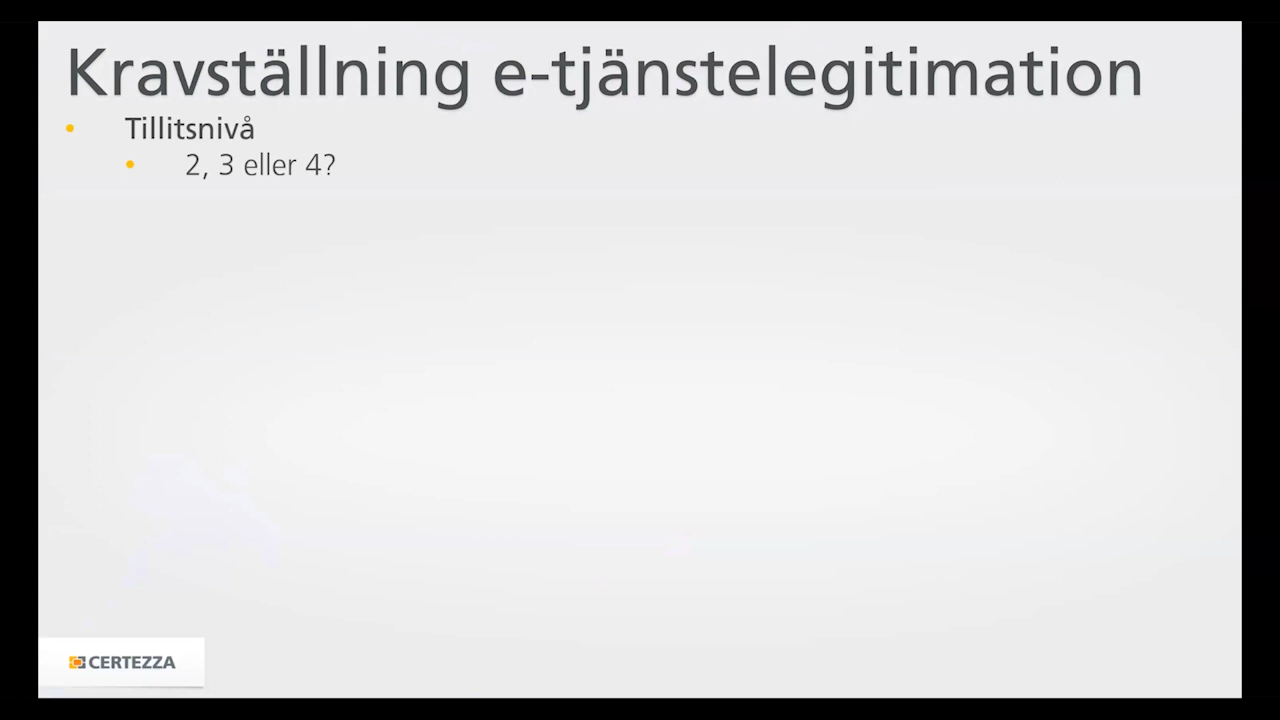 Kravställning e-tjänstelegitimation
• Tillitsnivå
• 2, 3 eller 4?
CERTEZZA